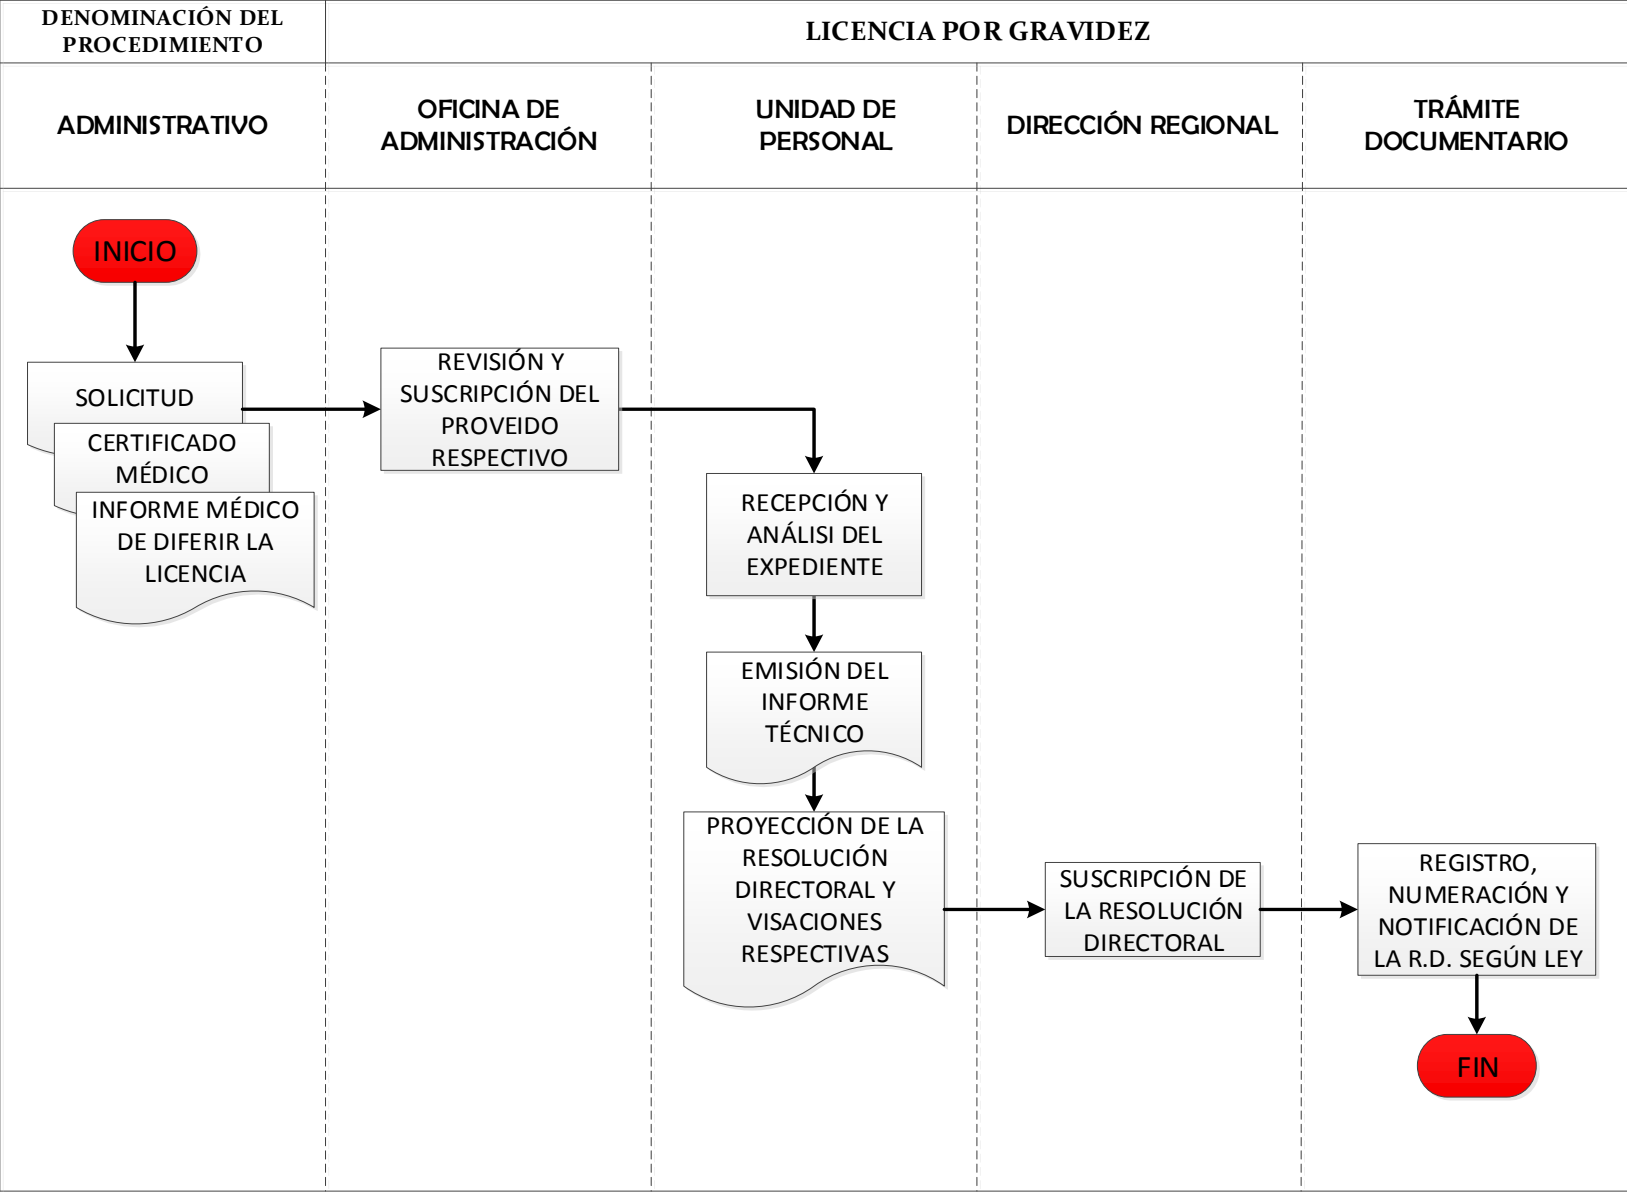 DENOMINACIÓN DEL
PROCEDIMIENTO
LICENCIA POR GRAVIDEZ
ADMINISTRATIVO
OFICINA DE
ADMINISTRACIÓN
UNIDAD DE
PERSONAL
DIRECCIÓN REGIONAL
TRÁMITE
DOCUMENTARIO
INICIO
SOLICITUD
CERTIFICADO
MÉDICO
INFORME MÉDICO
DE DIFERIR LA
LICENCIA
REVISIÓN Y
SUSCRIPCIÓN DEL
PROVEIDO
RESPECTIVO
RECEPCIÓN Y
ANÁLISI DEL
EXPEDIENTE
EMISIÓN DEL
INFORME
TÉCNICO
PROYECCIÓN DE LA
RESOLUCIÓN
DIRECTORAL Y
VISACIONES
RESPECTIVAS
SUSCRIPCIÓN DE
LA RESOLUCIÓN
DIRECTORAL
REGISTRO,
NUMERACIÓN Y
NOTIFICACIÓN DE
LA R.D. SEGÚN LEY
FIN